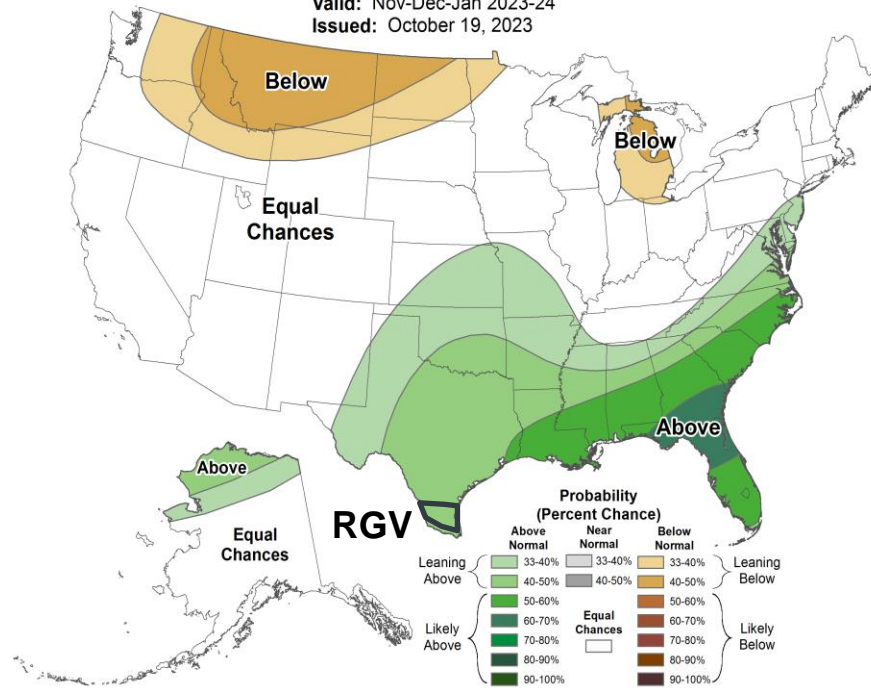 Valid: Nov-Dec-Jan 2023-24
Issued: October 19, 2023
Below
Below
Equal
Chances
Above
Above
Equal
Chances
RGV
Probability
(Percent Chance)
Above
Normal
Near
Normal
Below
Normal
Leaning
Above
33-40%
33-40%
33-40%
Leaning
Below
40-50%
40-50%
40-50%
Likely
Above
50-60%
60-70%
70-80%
80-90%
90-100%
Equal
Chances
50-60%
60-70%
70-80%
80-90%
90-100%
Likely
Below